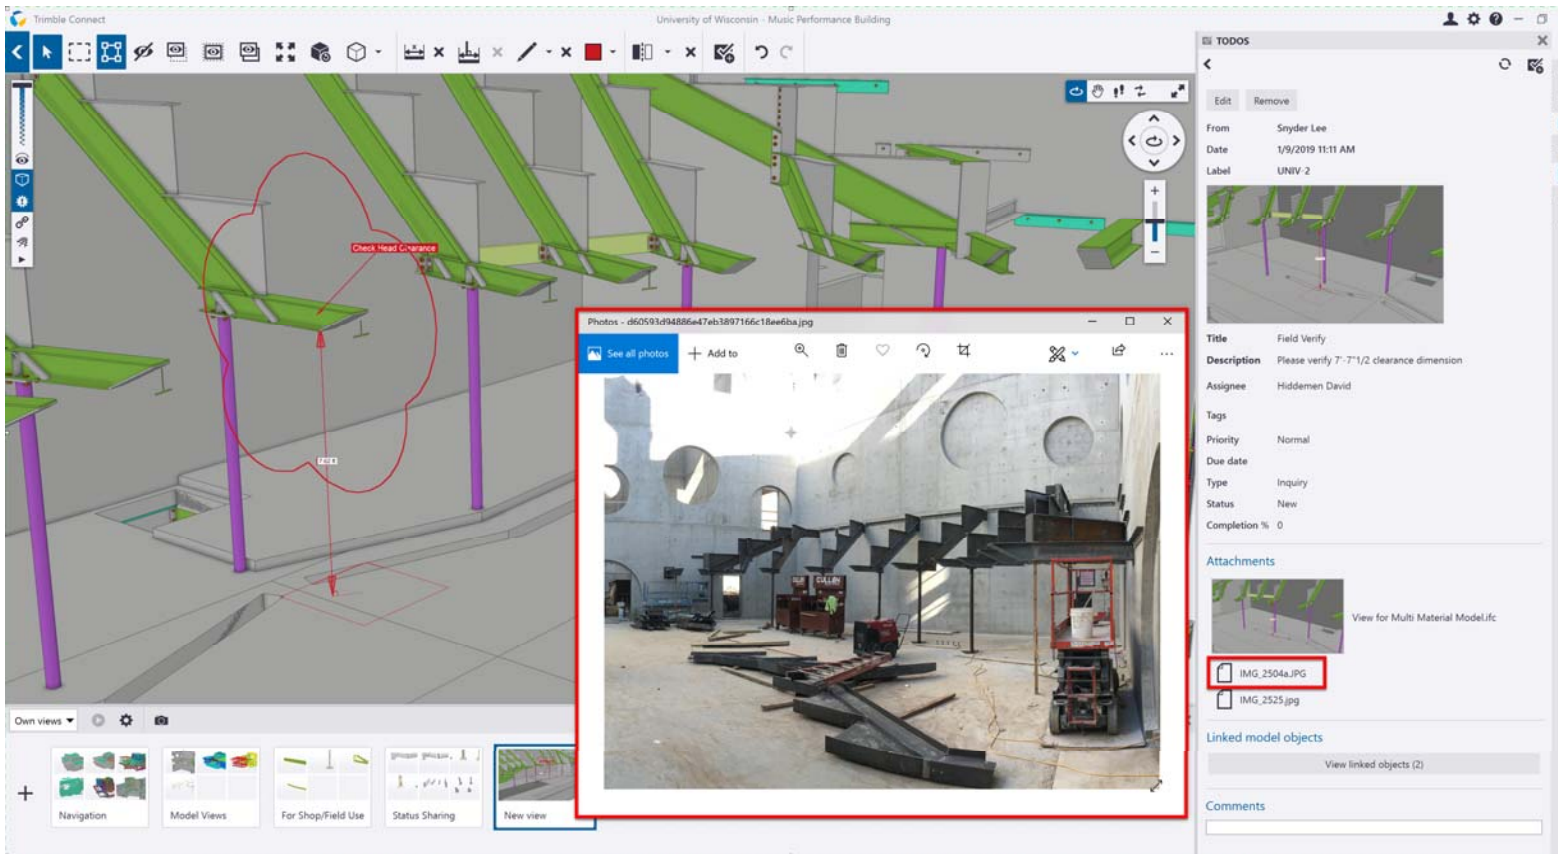 Trimble Connect
University of Wisconsin - Music Performance Building
TODOS
Edit Remove
From Snyder Lee
Date 1/9/2019 11:11 AM
Label UNIV-2
Title Field Verify
Description Please verify 7'-7"1/2 clearance dimension
Assignee Hiddemen David
Tags
Priority Normal
Due date
Type Inquiry
Status New
Completion % 0
Attachments
View for Multi Material Model.ifc
IMG_2504a.JPG
IMG_2525.jpg
Linked model objects
View linked objects (2)
Comments
Check Head Clearance
Photos - d60593d94886e47eb3897166c18ee6ba.jpg
See all photos
Add to
CULLEN
Own views
Navigation
Model Views
For Shop/Field Use
Status Sharing
New view